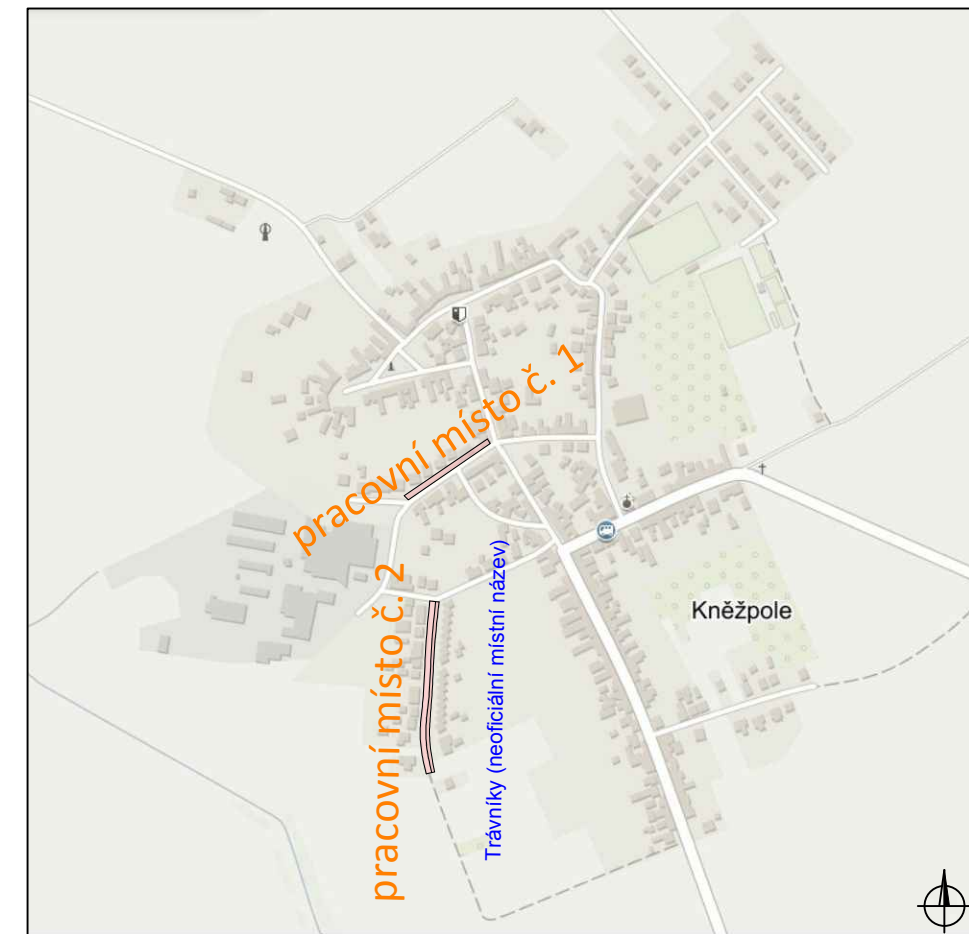 pracovní místo č. 1
pracovní místo č. 2
Trávníky (neoficiální místní název)
Kněžpole